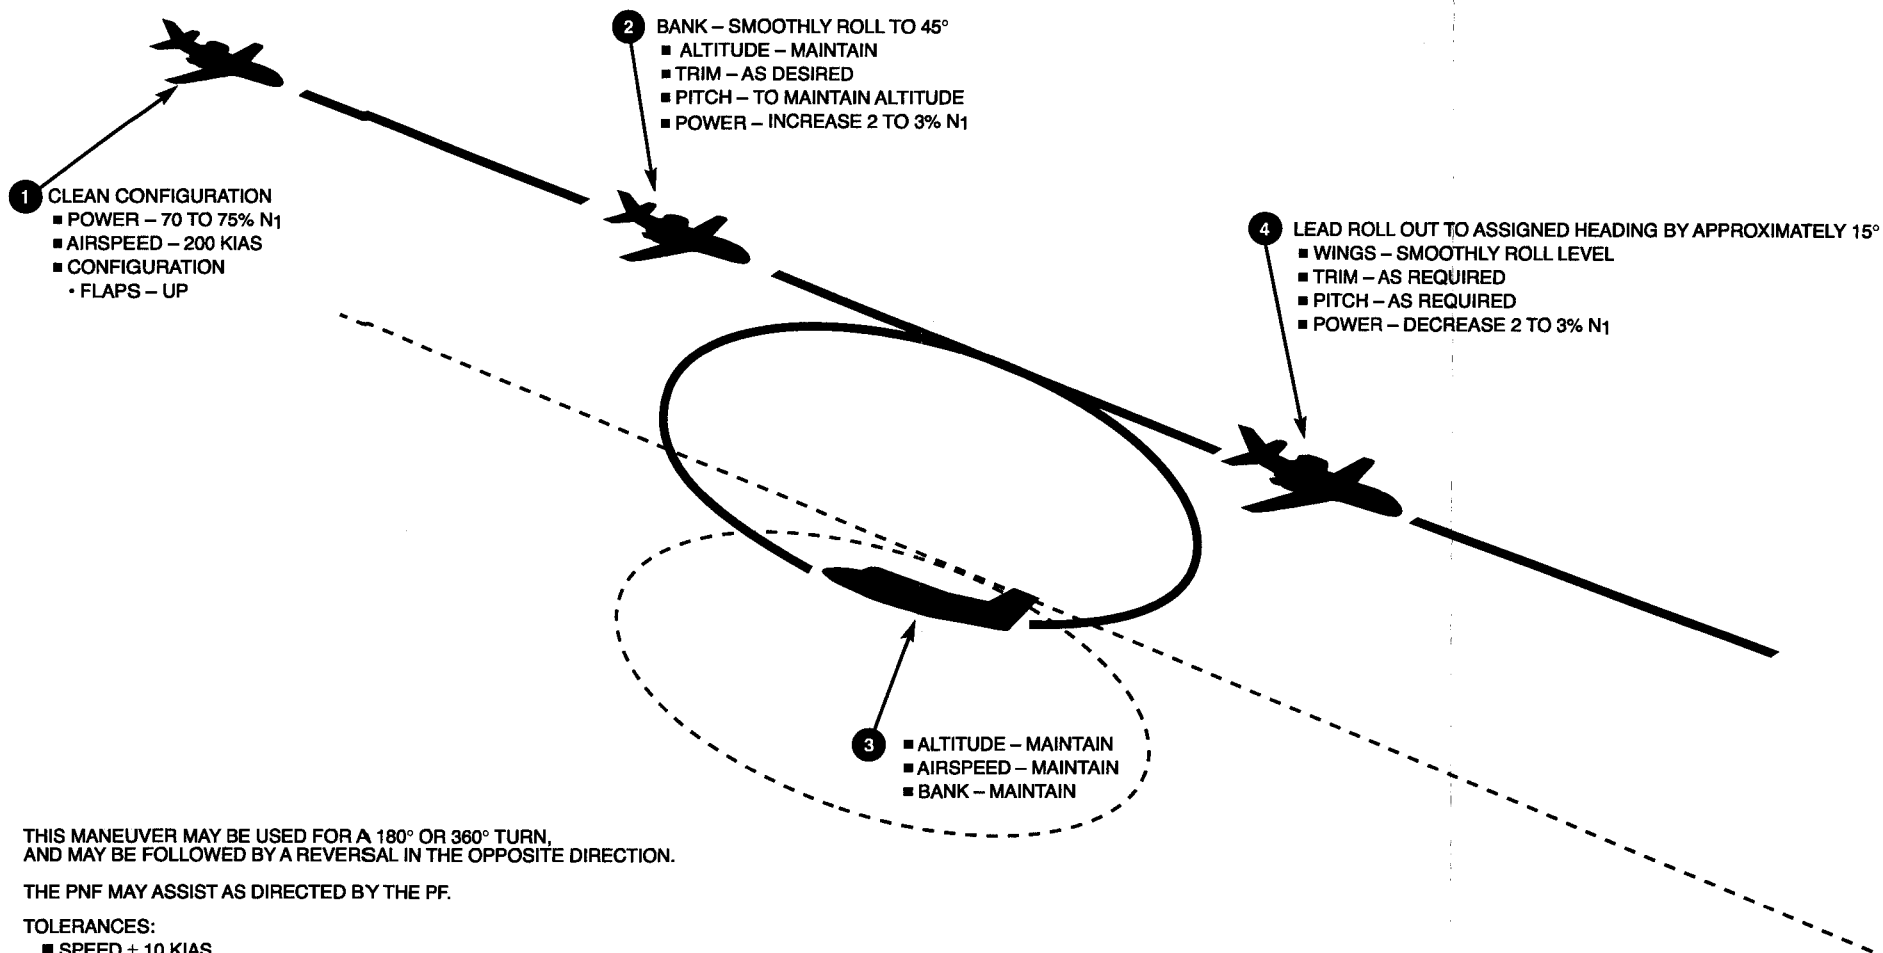 2 BANK – SMOOTHLY ROLL TO 45°
■ ALTITUDE – MAINTAIN
■ TRIM – AS DESIRED
■ PITCH – TO MAINTAIN ALTITUDE
■ POWER – INCREASE 2 TO 3% N1
1 CLEAN CONFIGURATION
■ POWER – 70 TO 75% N1
■ AIRSPEED – 200 KIAS
■ CONFIGURATION
• FLAPS – UP
4 LEAD ROLL OUT TO ASSIGNED HEADING BY APPROXIMATELY 15°
■ WINGS – SMOOTHLY ROLL LEVEL
■ TRIM – AS REQUIRED
■ PITCH – AS REQUIRED
■ POWER – DECREASE 2 TO 3% N1
3 ■ ALTITUDE – MAINTAIN
■ AIRSPEED – MAINTAIN
■ BANK – MAINTAIN
THIS MANEUVER MAY BE USED FOR A 180° OR 360° TURN,
AND MAY BE FOLLOWED BY A REVERSAL IN THE OPPOSITE DIRECTION.
THE PNF MAY ASSIST AS DIRECTED BY THE PF.
TOLERANCES:
■ SPEED ± 10 KIAS